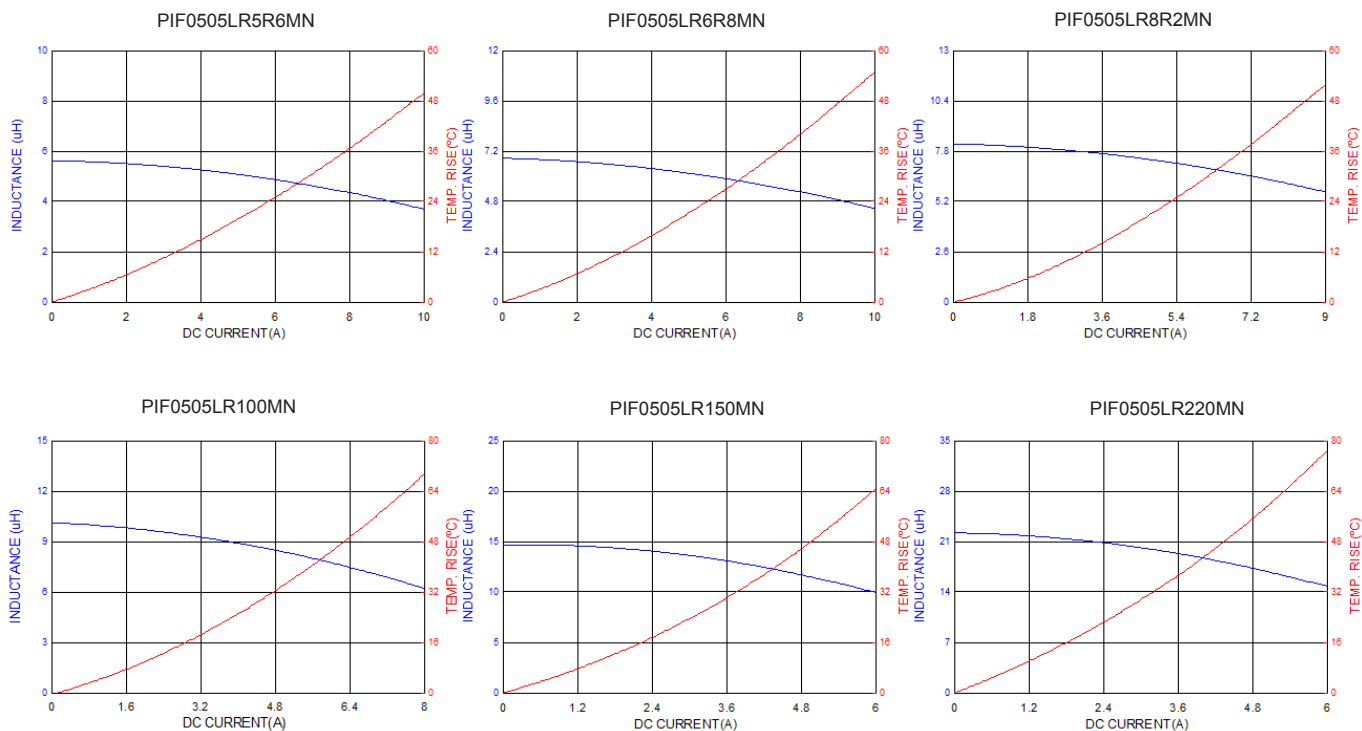 PIF0505LR5R6MN PIF0505LR6R8MN PIF0505LR8R2MN
10 60 12 60 13 60
8 48 9.6 48 10.4 48
6 36 7.2 36 7.8 36
4 24 4.8 24 5.2 24
2 12 2.4 12 2.6 12
0 0 0 0 0 0
INDUCTANCE (uH) TEMP. RISE(ºC) INDUCTANCE (uH) TEMP. RISE(ºC) INDUCTANCE (uH) TEMP. RISE(ºC)
0 2 4 6 8 10 0 2 4 6 8 10 0 1.8 3.6 5.4 7.2 9
DC CURRENT(A) DC CURRENT(A) DC CURRENT(A)
PIF0505LR100MN PIF0505LR150MN PIF0505LR220MN
15 80 25 80 35 80
12 64 20 64 28 64
9 48 15 48 21 48
6 32 10 32 14 32
3 16 5 16 7 16
0 0 0 0 0 0
INDUCTANCE (uH) TEMP. RISE(ºC) INDUCTANCE (uH) TEMP. RISE(ºC) INDUCTANCE (uH) TEMP. RISE(ºC)
0 1.6 3.2 4.8 6.4 8 0 1.2 2.4 3.6 4.8 6 0 1.2 2.4 3.6 4.8 6
DC CURRENT(A) DC CURRENT(A) DC CURRENT(A)